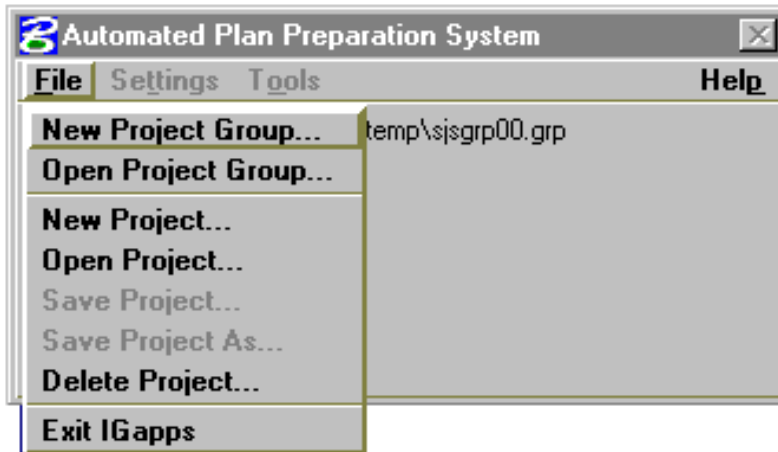 Automated Plan Preparation System
File Settings Tools Help
New Project Group... temp\sjsgrp00.grp
Open Project Group...
New Project...
Open Project...
Save Project...
Save Project As...
Delete Project...
Exit IGapps